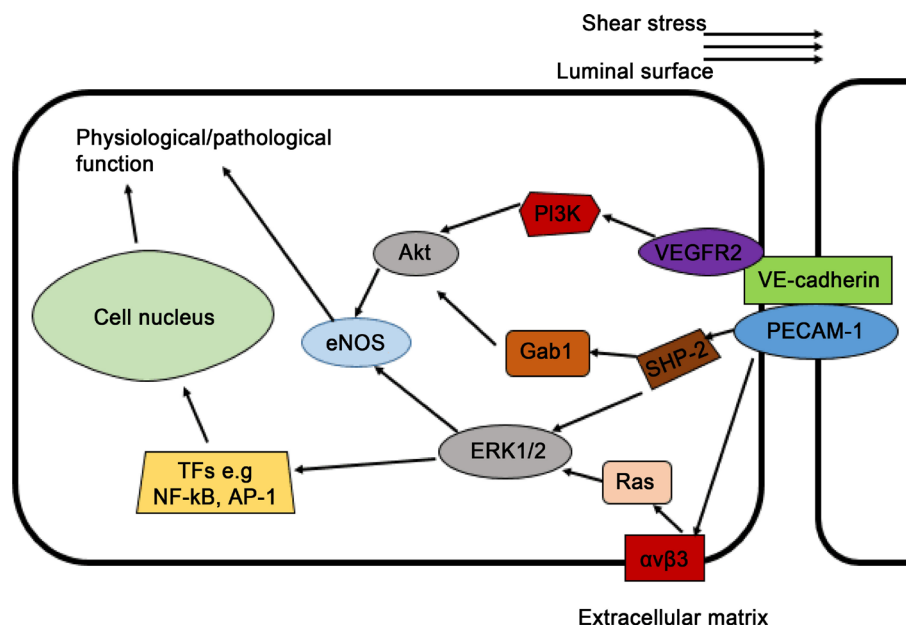 Shear stress
Luminal surface
Physiological/pathological
function
PI3K
Akt
VEGFR2
VE-cadherin
Cell nucleus
eNOS
Gab1
SHP-2
PECAM-1
ERK1/2
TFs e.g
NF-kB, AP-1
Ras
αvβ3
Extracellular matrix